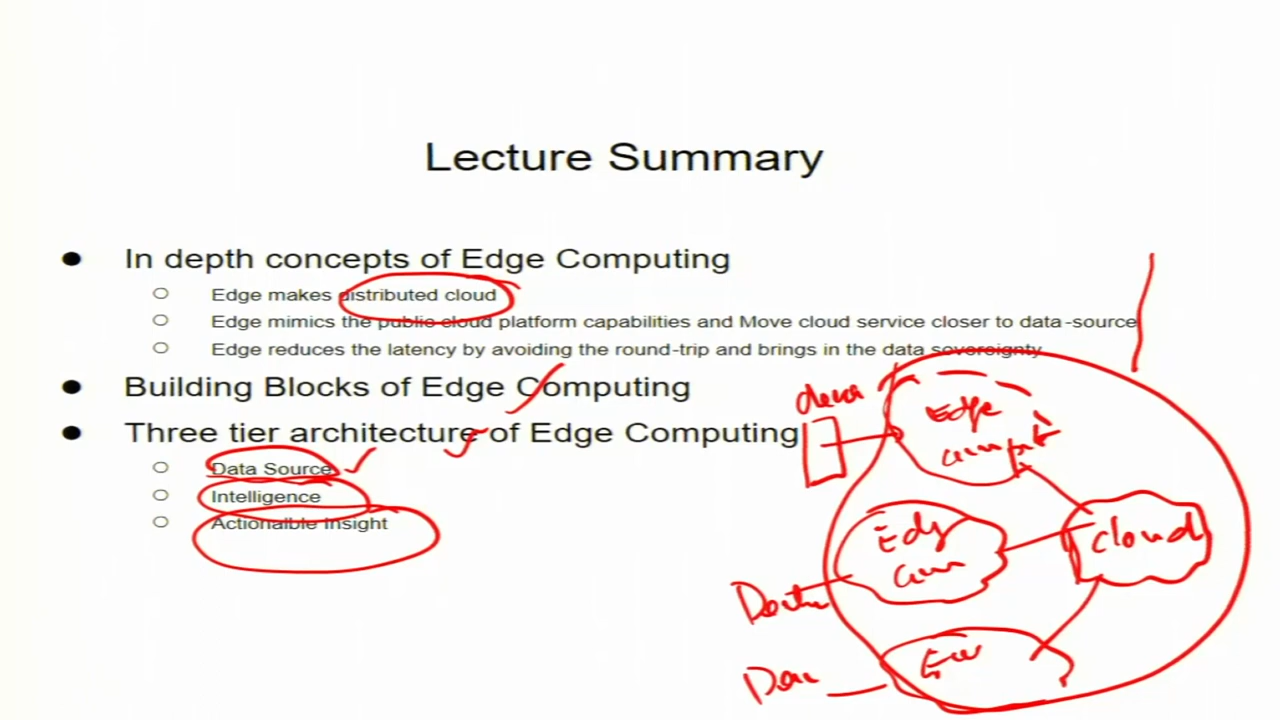 Lecture Summary
● In depth concepts of Edge Computing
○ Edge makes distributed cloud
○ Edge mimics the public cloud platform capabilities and Move cloud service closer to data-source
○ Edge reduces the latency by avoiding the round-trip and brings in the data sovereignty
● Building Blocks of Edge Computing
● Three tier architecture of Edge Computing
○ Data Source
○ Intelligence
○ Actionalble Insight
Edge
Cloud